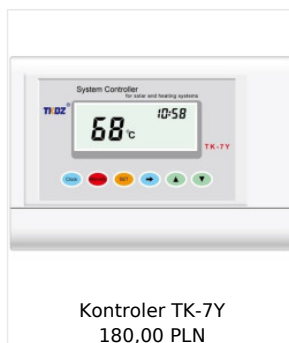 System Controller
for solar and heating systems
TKDZ®
10:58
68 °C
TK-7Y
Clock
SET
Kontroler TK-7Y
180,00 PLN